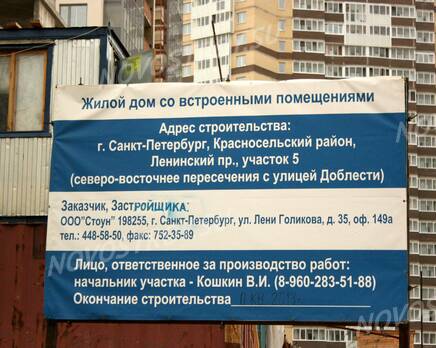 Жилой дом со встроенными помещениями
Адрес строительства:
г. Санкт-Петербург, Красносельский район,
Ленинский пр., участок 5
(северо-восточное пересечения с улицей Доблести)
Заказчик, Застройщика:
ООО"Стоун" 198255, г. Санкт-Петербург, ул. Лени Голикова, д. 35, оф. 149а
тел.: 448-58-50, факс: 752-35-89
Лицо, ответственное за производство работ:
начальник участка - Кошкин В.И. (8-960-283-51-88)
Окончание строительства